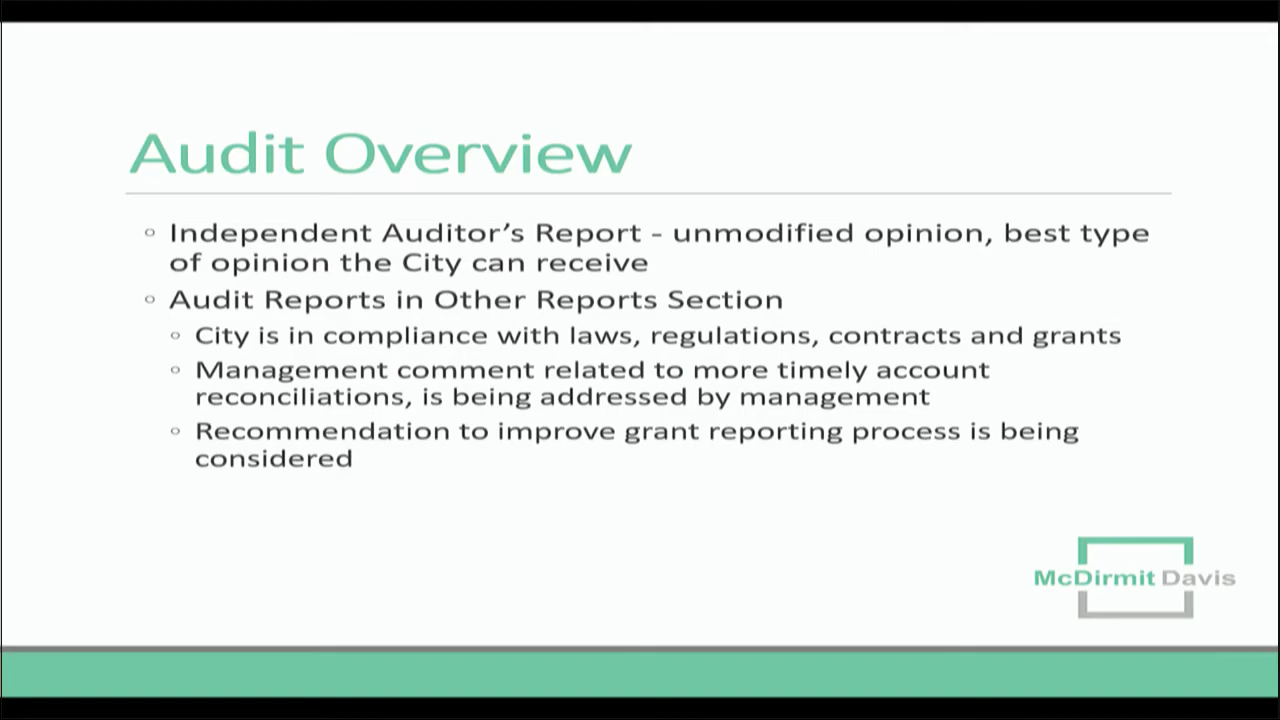 Audit Overview
◦ Independent Auditor’s Report - unmodified opinion, best type
of opinion the City can receive
◦ Audit Reports in Other Reports Section
◦ City is in compliance with laws, regulations, contracts and grants
◦ Management comment related to more timely account
reconciliations, is being addressed by management
◦ Recommendation to improve grant reporting process is being
considered
McDirmit Davis